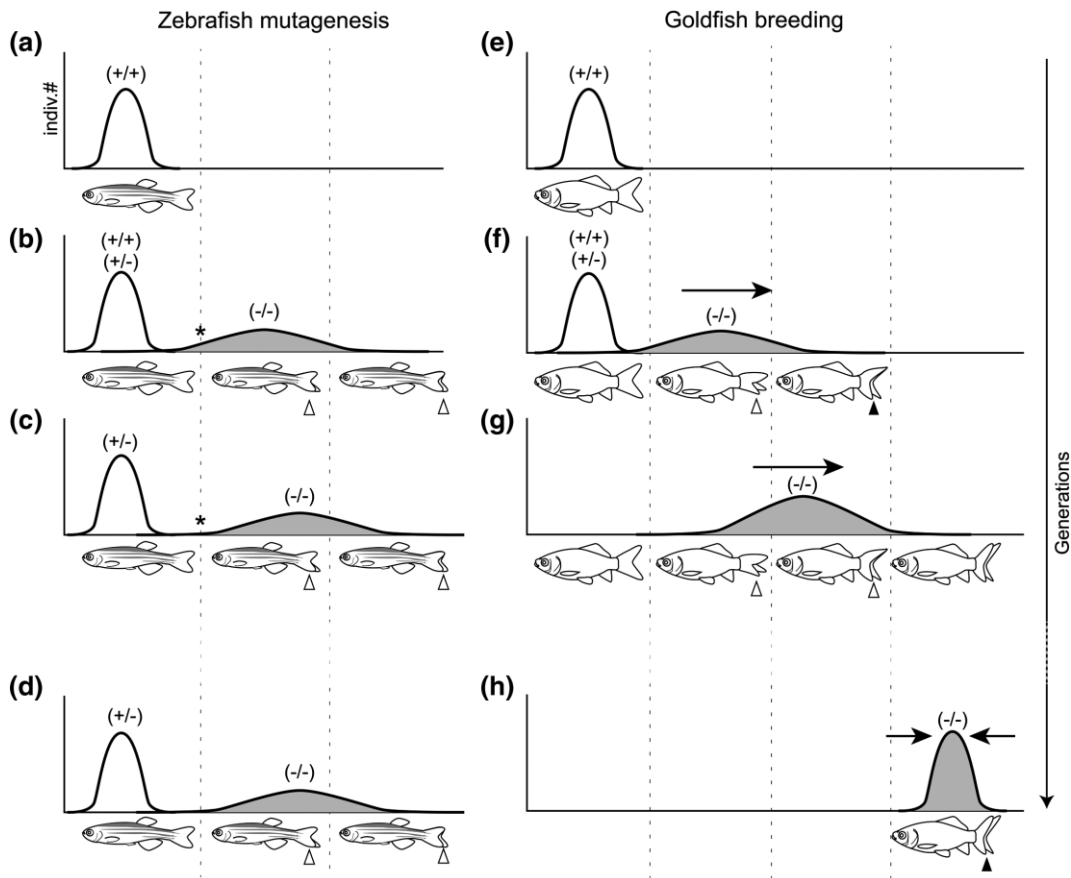 Zebrafish mutagenesis
Goldfish breeding
(a)
indiv.#
(+/+)
(e)
(+/+)
(b)
(+/+)
(+/-)
*
(-/-)
(f)
(+/+)
(+/-)
(-/-)
(c)
(+/-)
*
(-/-)
(g)
(-/-)
Generations
(d)
(+/-)
(-/-)
(h)
(-/-)